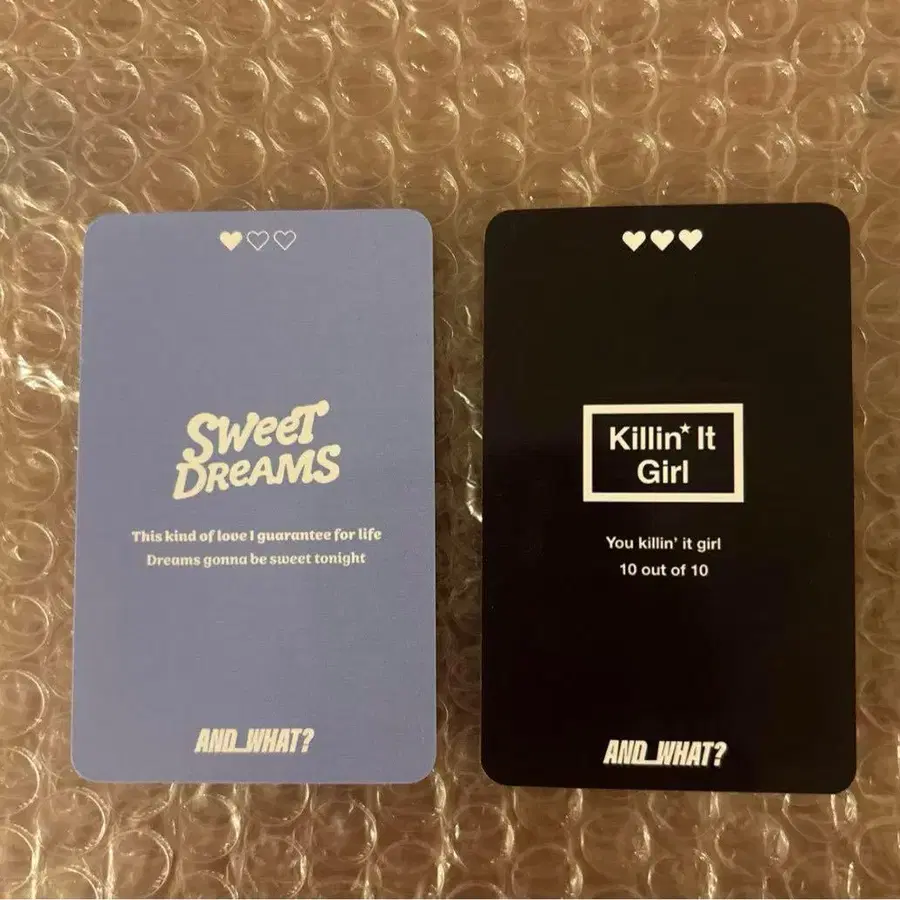 SWEET
DREAMS
This kind of love I guarantee for life
Dreams gonna be sweet tonight
AND_WHAT?
Killin* It
Girl
You killin' it girl
10 out of 10
AND_WHAT?